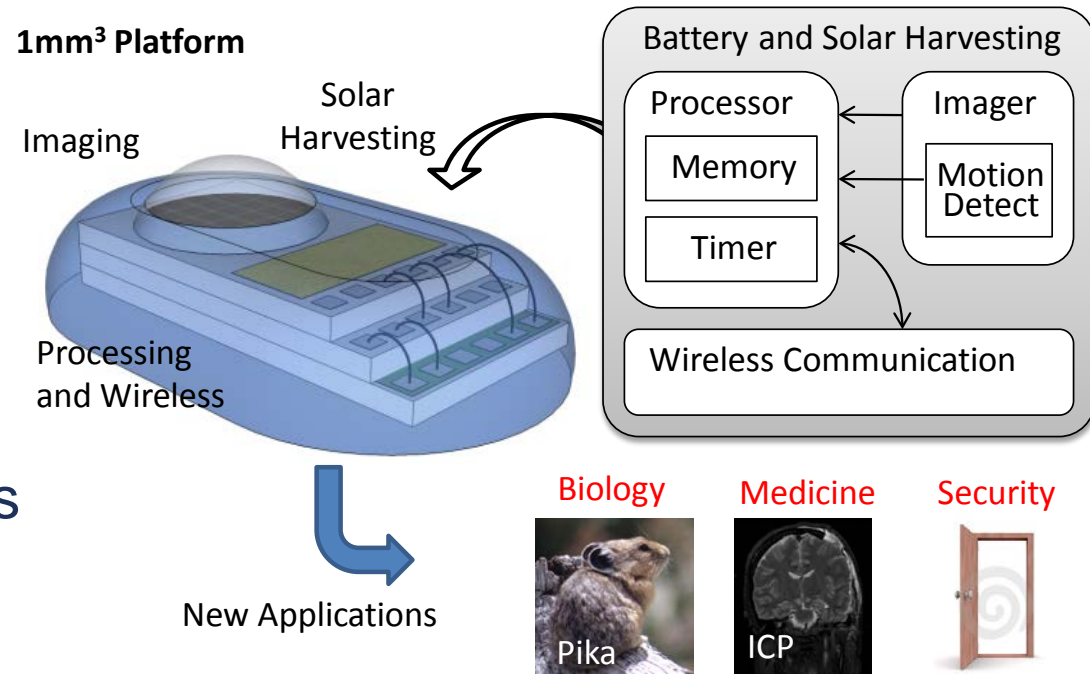 1mm³ Platform
Imaging
Solar
Harvesting
Processing
and Wireless
Battery and Solar Harvesting
Processor
Memory
Timer
Imager
Motion
Detect
Wireless Communication
s
New Applications
Biology
Medicine
Security
Pika
ICP